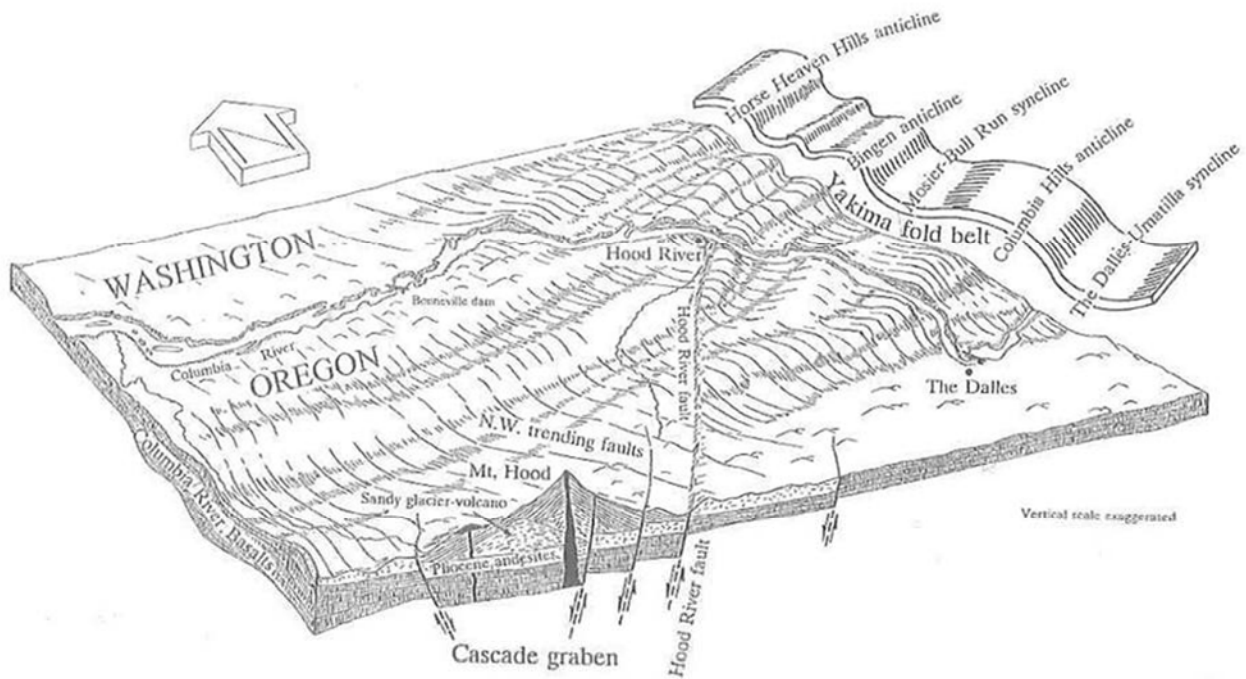 Horse Heaven Hills anticline
Bingen anticline
Mosier-Bull Run syncline
Columbia Hills anticline
The Dalles-Umatilla syncline
Yakima fold belt
N
WASHINGTON
Hood River
Bonneville dam
Columbia River
OREGON
Hood River fault
The Dalles
N.W. trending faults
Mt, Hood
Sandy glacier-volcano
Columbia River Basalts
Pliocene andesites
Vertical scale exaggerated
Hood River fault
Cascade graben